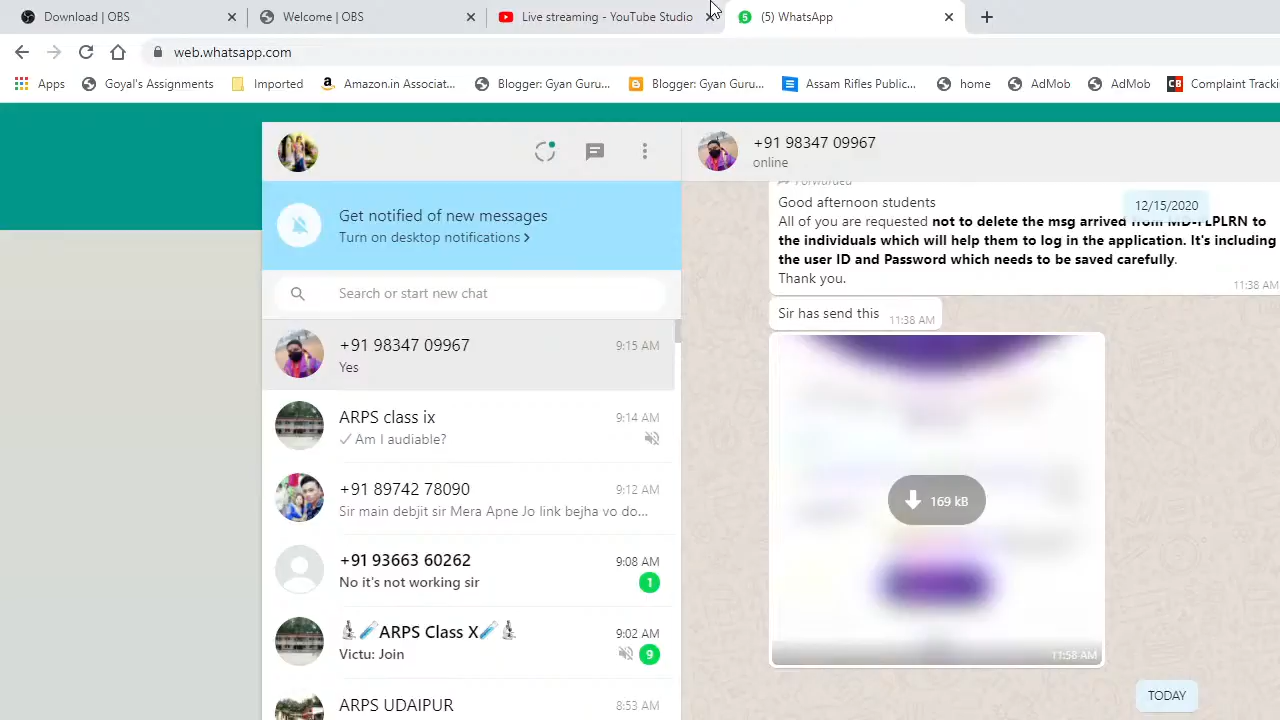 Download | OBS
Welcome | OBS
Live streaming - YouTube Studio
(5) WhatsApp
web.whatsapp.com
Apps
Goyal's Assignments
Imported
Amazon.in Associat...
Blogger: Gyan Guru...
Blogger: Gyan Guru...
Assam Rifles Public...
home
AdMob
AdMob
Complaint Tracki
+91 98347 09967
online
Get notified of new messages
Turn on desktop notifications >
Search or start new chat
+91 98347 09967
9:15 AM
Yes
ARPS class ix
9:14 AM
Am I audiable?
+91 89742 78090
9:12 AM
Sir main debjit sir Mera Apne Jo link bejha vo do...
+91 93663 60262
9:08 AM
No it's not working sir
1
ARPS Class X
9:02 AM
Victu: Join
9
ARPS UDAIPUR
8:53 AM
Forwarded
12/15/2020
Good afternoon students
All of you are requested not to delete the msg arrived from MD-FLPLRN to
the individuals which will help them to log in the application. It's including
the user ID and Password which needs to be saved carefully.
Thank you.
11:38 AM
Sir has send this
11:38 AM
169 kB
11:58 AM
TODAY